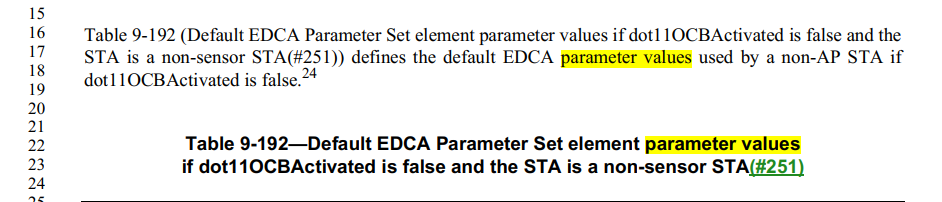 15
16 Table 9-192 (Default EDCA Parameter Set element parameter values if dot11OCBActivated is false and the
17 STA is a non-sensor STA(#251)) defines the default EDCA parameter values used by a non-AP STA if
18 dot11OCBActivated is false.24
19
20
21
22 Table 9-192—Default EDCA Parameter Set element parameter values
23 if dot11OCBActivated is false and the STA is a non-sensor STA(#251)
24
25